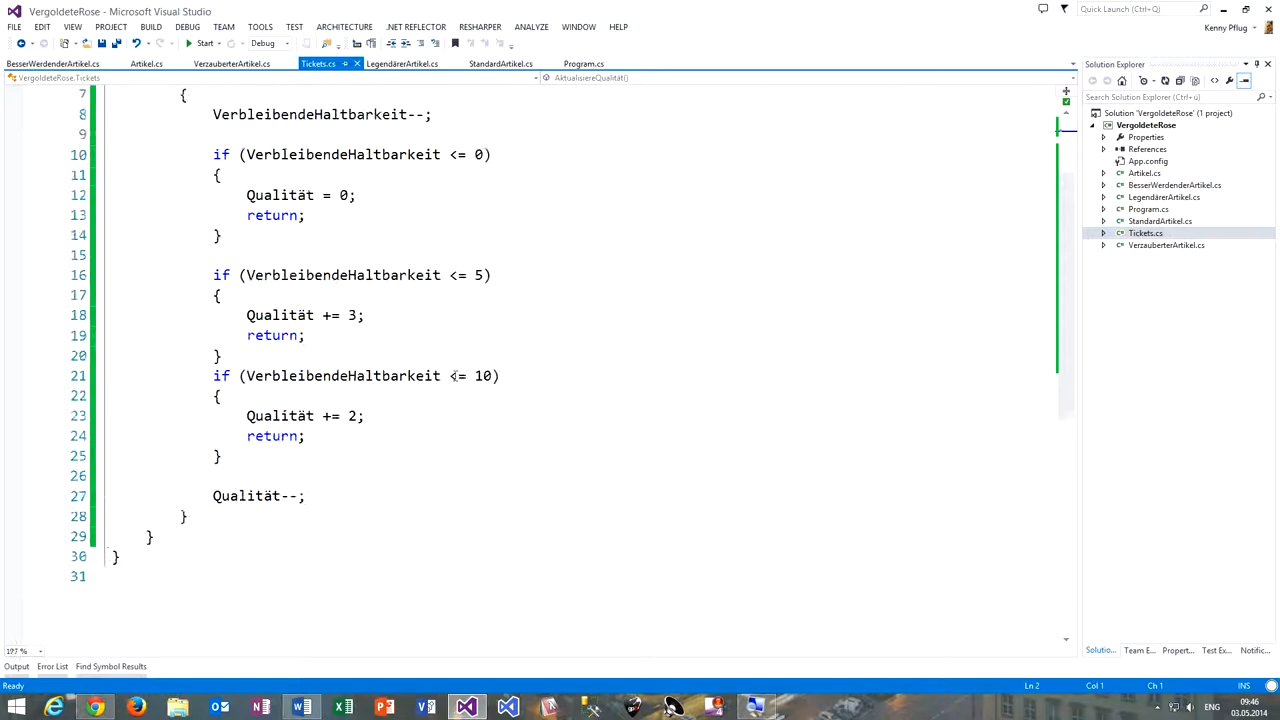 VergoldeteRose - Microsoft Visual Studio
Quick Launch (Ctrl+Ü)
FILE EDIT VIEW PROJECT BUILD DEBUG TEAM TOOLS TEST ARCHITECTURE .NET REFLECTOR RESHARPER ANALYZE WINDOW HELP
Kenny Pflug
Start Debug
BesserWerdenderArtikel.cs Artikel.cs VerzauberterArtikel.cs Tickets.cs LegendärerArtikel.cs StandardArtikel.cs Program.cs
VergoldeteRose.Tickets AktualisiereQualität()
7 {
8 VerbleibendeHaltbarkeit--;
9
10 if (VerbleibendeHaltbarkeit <= 0)
11 {
12 Qualität = 0;
13 return;
14 }
15
16 if (VerbleibendeHaltbarkeit <= 5)
17 {
18 Qualität += 3;
19 return;
20 }
21 if (VerbleibendeHaltbarkeit <= 10)
22 {
23 Qualität += 2;
24 return;
25 }
26
27 Qualität--;
28 }
29 }
30 }
31
Solution Explorer
Search Solution Explorer (Ctrl+ü)
Solution 'VergoldeteRose' (1 project)
VergoldeteRose
Properties
References
App.config
Artikel.cs
BesserWerdenderArtikel.cs
LegendärerArtikel.cs
Program.cs
StandardArtikel.cs
Tickets.cs
VerzauberterArtikel.cs
Solutio... Team E... Propert... Test Ex... Notific...
Output Error List Find Symbol Results
Ready Ln 2 Col 1 Ch 1 INS
ENG
09:46
03.05.2014